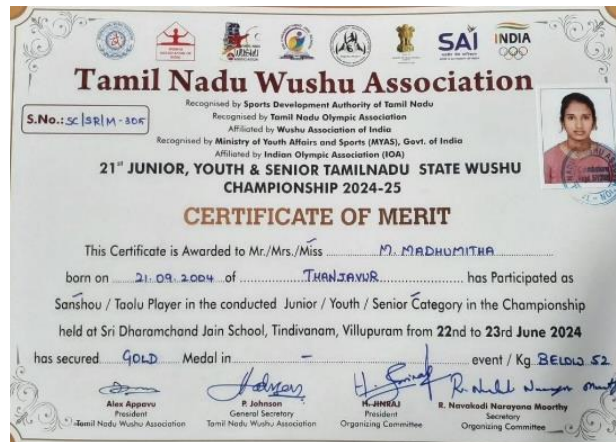 SAI
INDIA
Tamil Nadu Wushu Association
Recognised by Sports Development Authority of Tamil Nadu
Recognised by Tamil Nadu Olympic Association
Affiliated by Wushu Association of India
Recognised by Ministry of Youth Affairs and Sports (MYAS), Govt. of India
Affiliated by Indian Olympic Association (IOA)
S.No.: SC/SR/M-305
21st JUNIOR, YOUTH & SENIOR TAMILNADU STATE WUSHU
CHAMPIONSHIP 2024-25
CERTIFICATE OF MERIT
This Certificate is Awarded to Mr./Mrs./Miss M. MADHUMITHA
born on 21.09.2004 of THANJAVUR has Participated as
Sanshou / Taolu Player in the conducted Junior / Youth / Senior Category in the Championship
held at Sri Dharamchand Jain School, Tindivanam, Villupuram from 22nd to 23rd June 2024
has secured GOLD Medal in - event / Kg BELOW 52
Alex Appavu
President
Tamil Nadu Wushu Association
P. Johnson
General Secretary
Tamil Nadu Wushu Association
H. JINRAJ
President
Organizing Committee
R. Navakodi Narayana Moorthy
Secretary
Organizing Committee